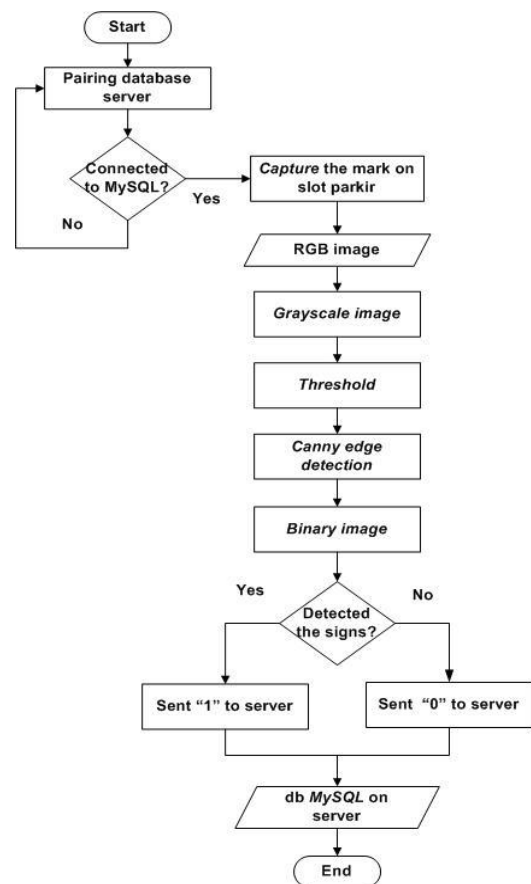 Start
Pairing database
server
Connected
to MySQL?
Yes
No
Capture the mark on
slot parkir
RGB image
Grayscale image
Threshold
Canny edge
detection
Binary image
Yes
No
Detected
the signs?
Sent “1” to server
Sent “0” to server
db MySQL on
server
End